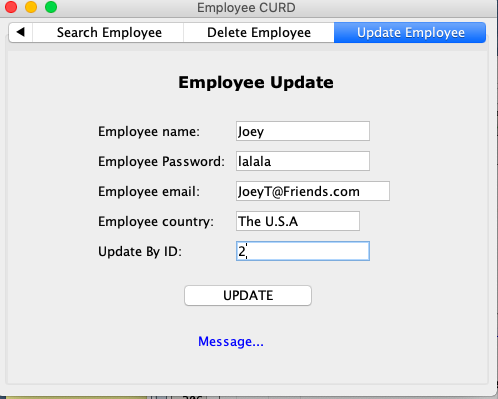 Employee CURD
Search Employee Delete Employee Update Employee
Employee Update
Employee name: Joey
Employee Password: lalala
Employee email: JoeyT@Friends.com
Employee country: The U.S.A
Update By ID: 2
UPDATE
Message...